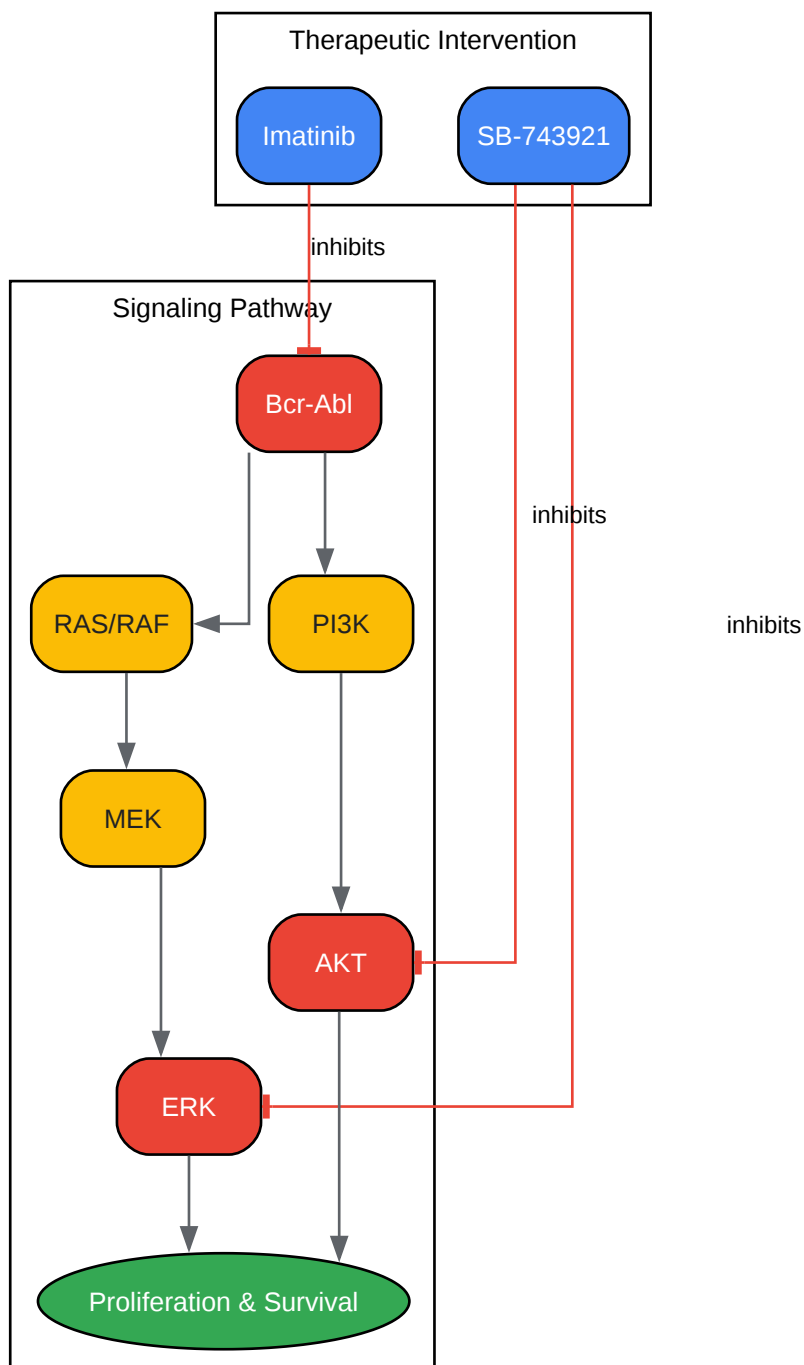 Therapeutic Intervention
Imatinib
SB-743921
inhibits
Signaling Pathway
Bcr-Abl
inhibits
RAS/RAF
PI3K
inhibits
MEK
AKT
ERK
Proliferation & Survival